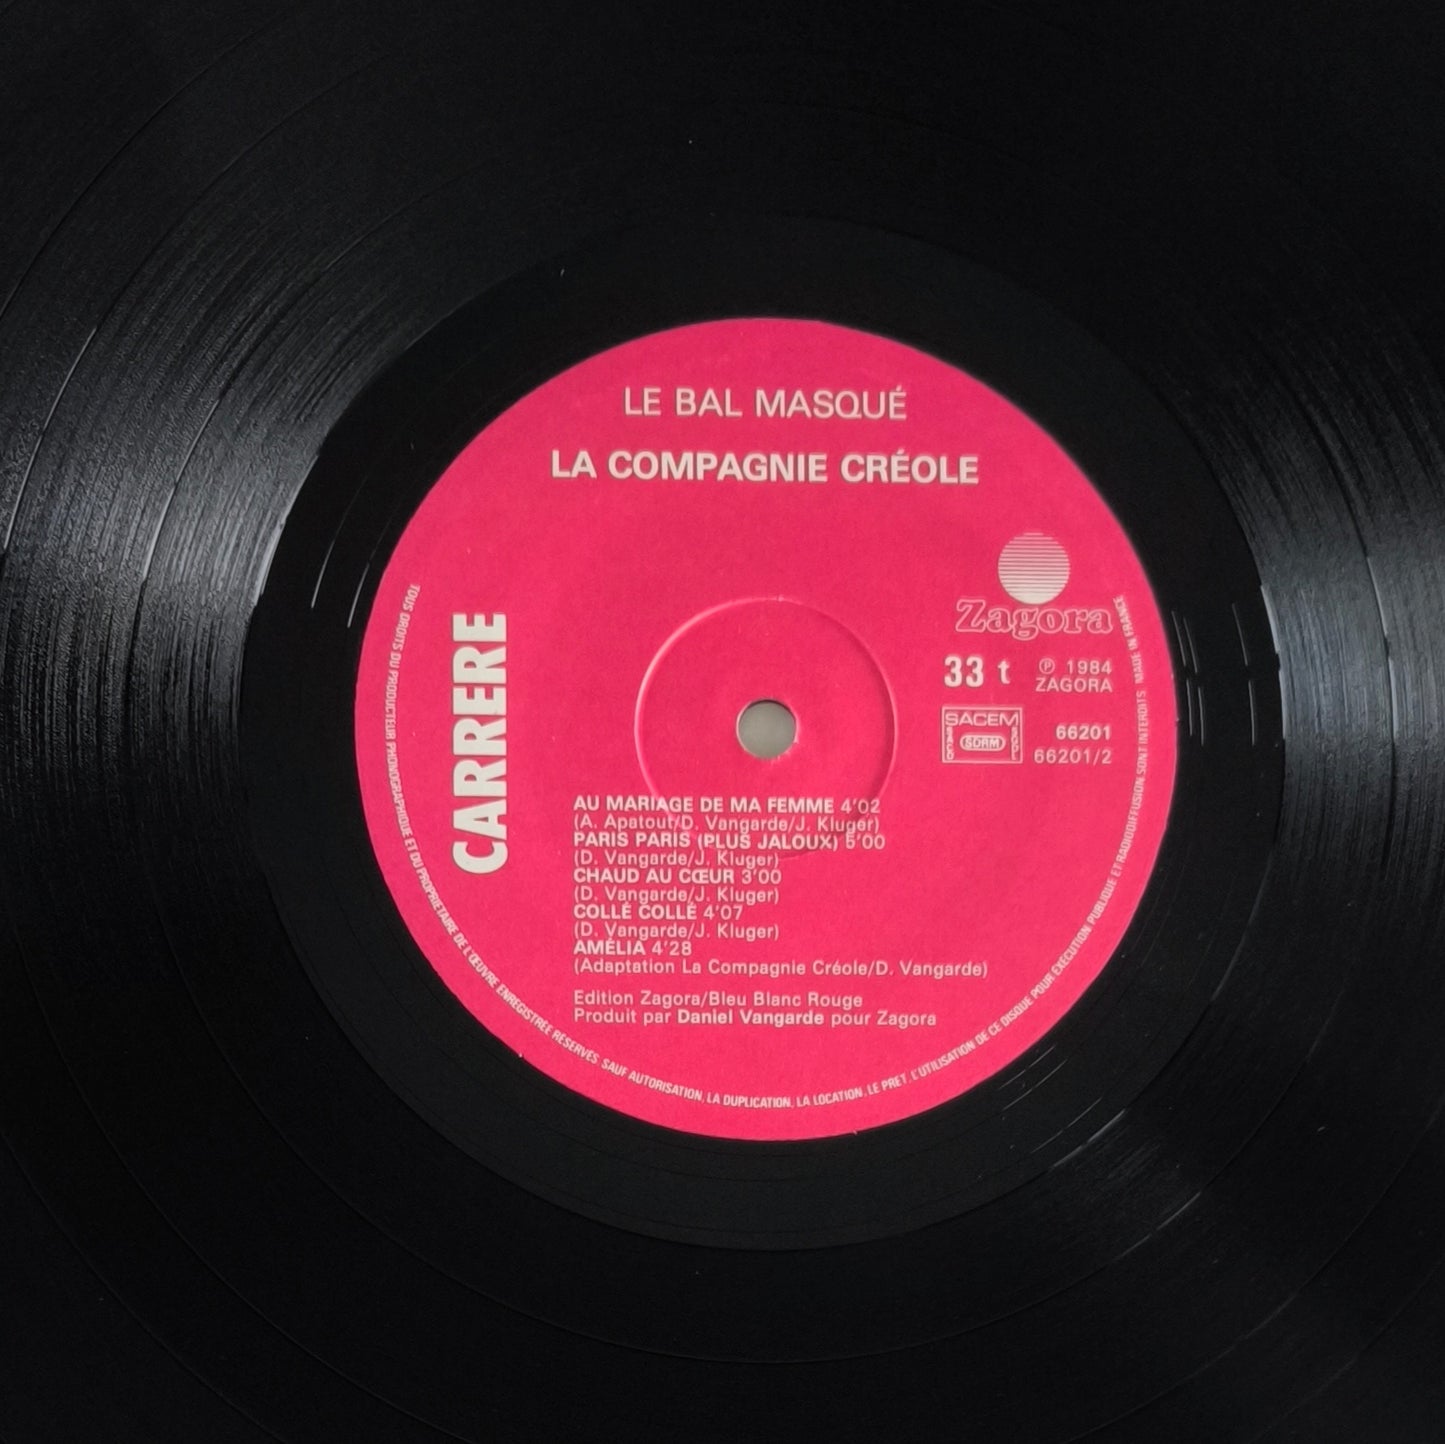 LE BAL MASQUÉ
LA COMPAGNIE CRÉOLE
CARRERE
Zagora
33 t
℗ 1984
ZAGORA
SACEM
SACD
SDRM
SGDL
66201
66201/2
AU MARIAGE DE MA FEMME 4'02
(A. Apatout/D. Vangarde/J. Kluger)
PARIS PARIS (PLUS JALOUX) 5'00
(D. Vangarde/J. Kluger)
CHAUD AU CŒUR 3'00
(D. Vangarde/J. Kluger)
COLLÉ COLLÉ 4'07
(D. Vangarde/J. Kluger)
AMÉLIA 4'28
(Adaptation La Compagnie Créole/D. Vangarde)
Edition Zagora/Bleu Blanc Rouge
Produit par Daniel Vangarde pour Zagora
TOUS DROITS DU PRODUCTEUR PHONOGRAPHIQUE ET DU PROPRIETAIRE DE L'ŒUVRE ENREGISTRÉE RÉSERVÉS. SAUF AUTORISATION, LA DUPLICATION, LA LOCATION, LE PRET, L'UTILISATION DE CE DISQUE POUR EXECUTION PUBLIQUE ET RADIODIFFUSION SONT INTERDITS. MADE IN FRANCE